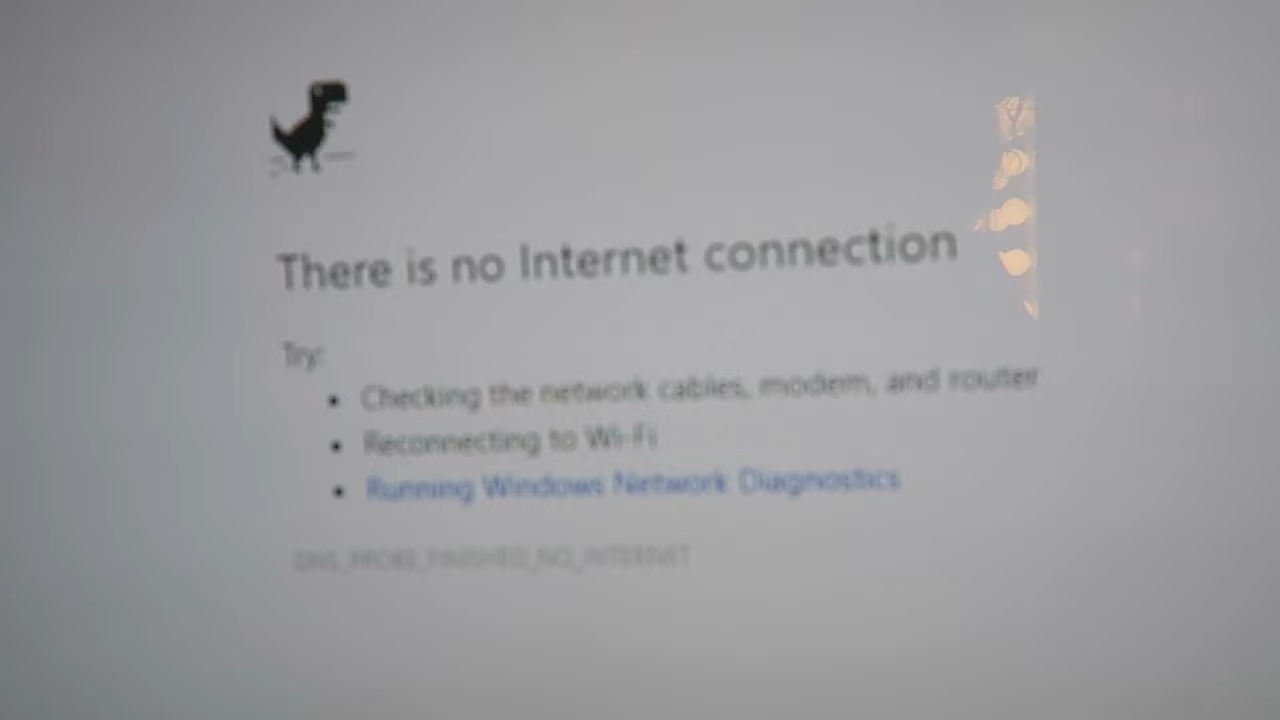 There is no Internet connection
Try:
• Checking the network cables, modem, and router
• Reconnecting to Wi-Fi
• Running Windows Network Diagnostics
DNS_PROBE_FINISHED_NO_INTERNET